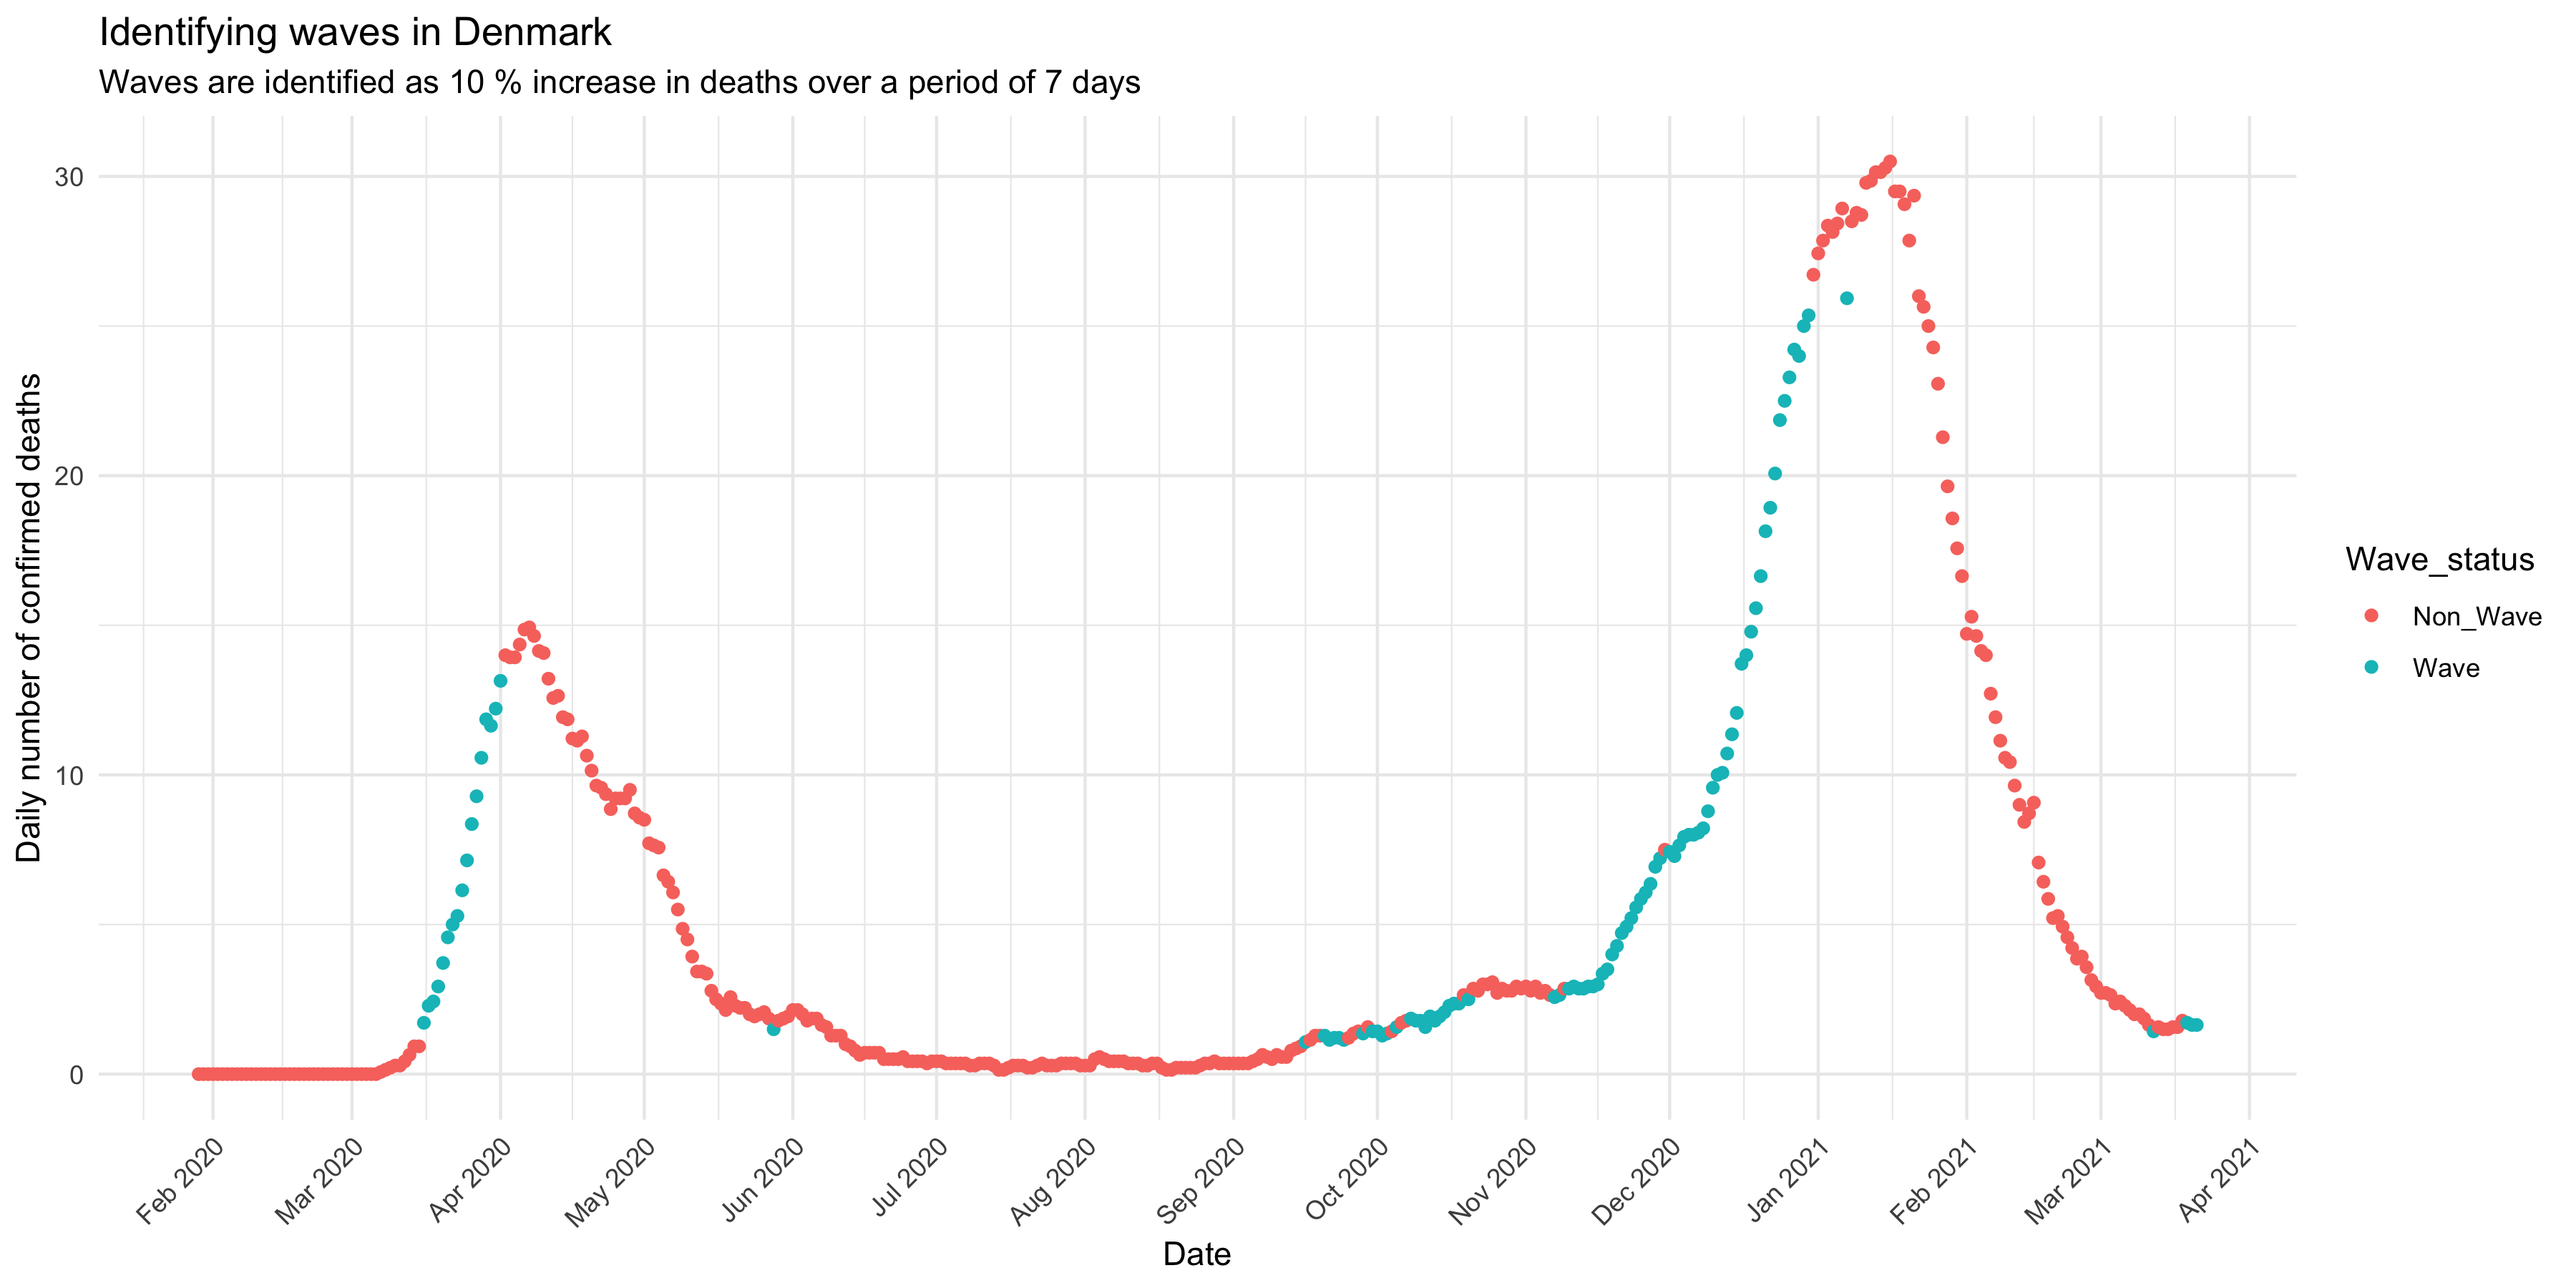 Identifying waves in Denmark
Waves are identified as 10 % increase in deaths over a period of 7 days
Daily number of confirmed deaths
30
20
10
0
Feb 2020
Mar 2020
Apr 2020
May 2020
Jun 2020
Jul 2020
Aug 2020
Sep 2020
Oct 2020
Nov 2020
Dec 2020
Jan 2021
Feb 2021
Mar 2021
Apr 2021
Date
Wave_status
Non_Wave
Wave